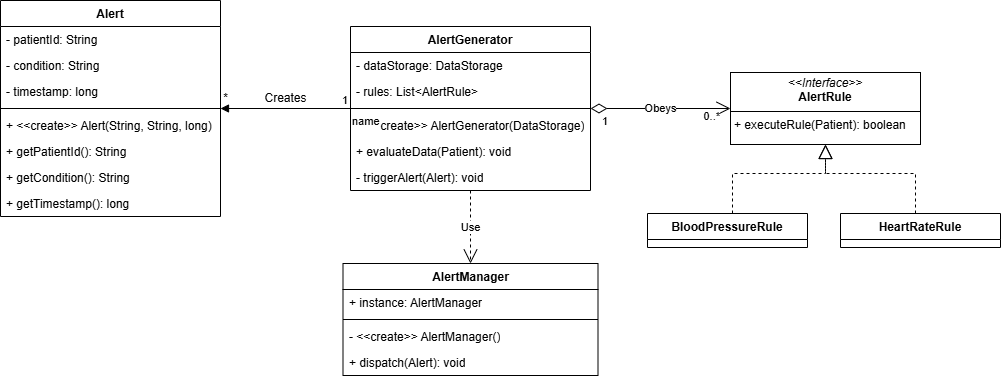 Alert
- patientId: String
- condition: String
- timestamp: long
+ <<create>> Alert(String, String, long)
+ getPatientId(): String
+ getCondition(): String
+ getTimestamp(): long
* Creates 1
AlertGenerator
- dataStorage: DataStorage
- rules: List<AlertRule>
name create>> AlertGenerator(DataStorage)
+ evaluateData(Patient): void
- triggerAlert(Alert): void
1 Obeys 0..*
<<Interface>>
AlertRule
+ executeRule(Patient): boolean
BloodPressureRule
HeartRateRule
Use
AlertManager
+ instance: AlertManager
- <<create>> AlertManager()
+ dispatch(Alert): void